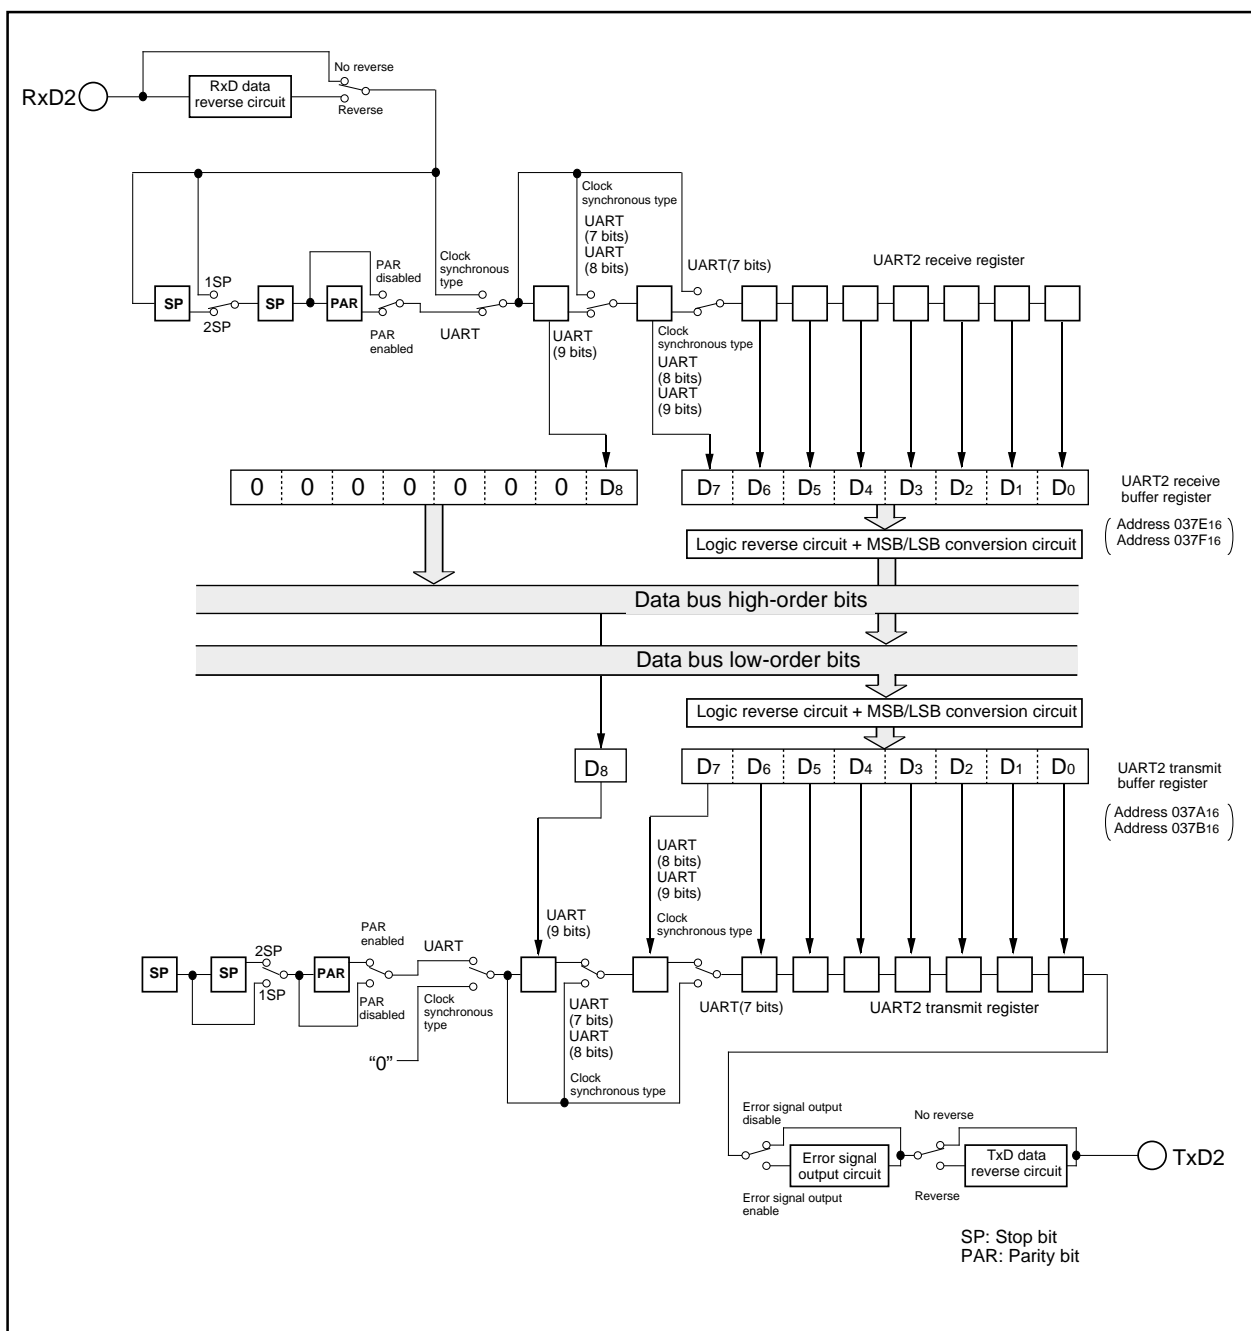 No reverse
RxD2
RxD data
reverse circuit
Reverse
Clock
synchronous type
UART
(7 bits)
UART
(8 bits)
UART(7 bits)
UART2 receive register
1SP
PAR
disabled
Clock
synchronous
type
SP
SP
PAR
2SP
PAR
enabled
UART
UART
(9 bits)
Clock
synchronous type
UART
(8 bits)
UART
(9 bits)
0 0 0 0 0 0 0 D8
D7 D6 D5 D4 D3 D2 D1 D0
UART2 receive
buffer register
Address 037E16
Address 037F16
Logic reverse circuit + MSB/LSB conversion circuit
Data bus high-order bits
Data bus low-order bits
Logic reverse circuit + MSB/LSB conversion circuit
D8
D7 D6 D5 D4 D3 D2 D1 D0
UART2 transmit
buffer register
Address 037A16
Address 037B16
UART
(8 bits)
UART
(9 bits)
Clock
synchronous type
UART
(9 bits)
PAR
enabled
UART
2SP
SP
SP
PAR
1SP
PAR
disabled
Clock
synchronous
type
"0"
UART
(7 bits)
UART
(8 bits)
Clock
synchronous type
UART(7 bits)
UART2 transmit register
Error signal output
disable
No reverse
Error signal
output circuit
TxD data
reverse circuit
TxD2
Error signal output
enable
Reverse
SP: Stop bit
PAR: Parity bit